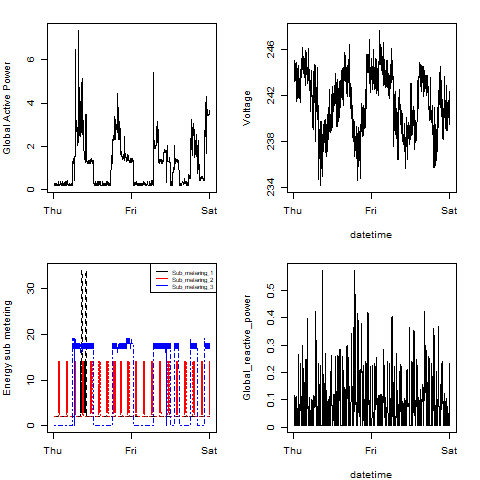 Global Active Power
6
4
2
0
Thu Fri Sat
Voltage
246
242
238
234
Thu Fri Sat
datetime
Energy sub metering
30
20
10
0
Sub_metering_1
Sub_metering_2
Sub_metering_3
Thu Fri Sat
Global_reactive_power
0.5
0.4
0.3
0.2
0.1
0
Thu Fri Sat
datetime